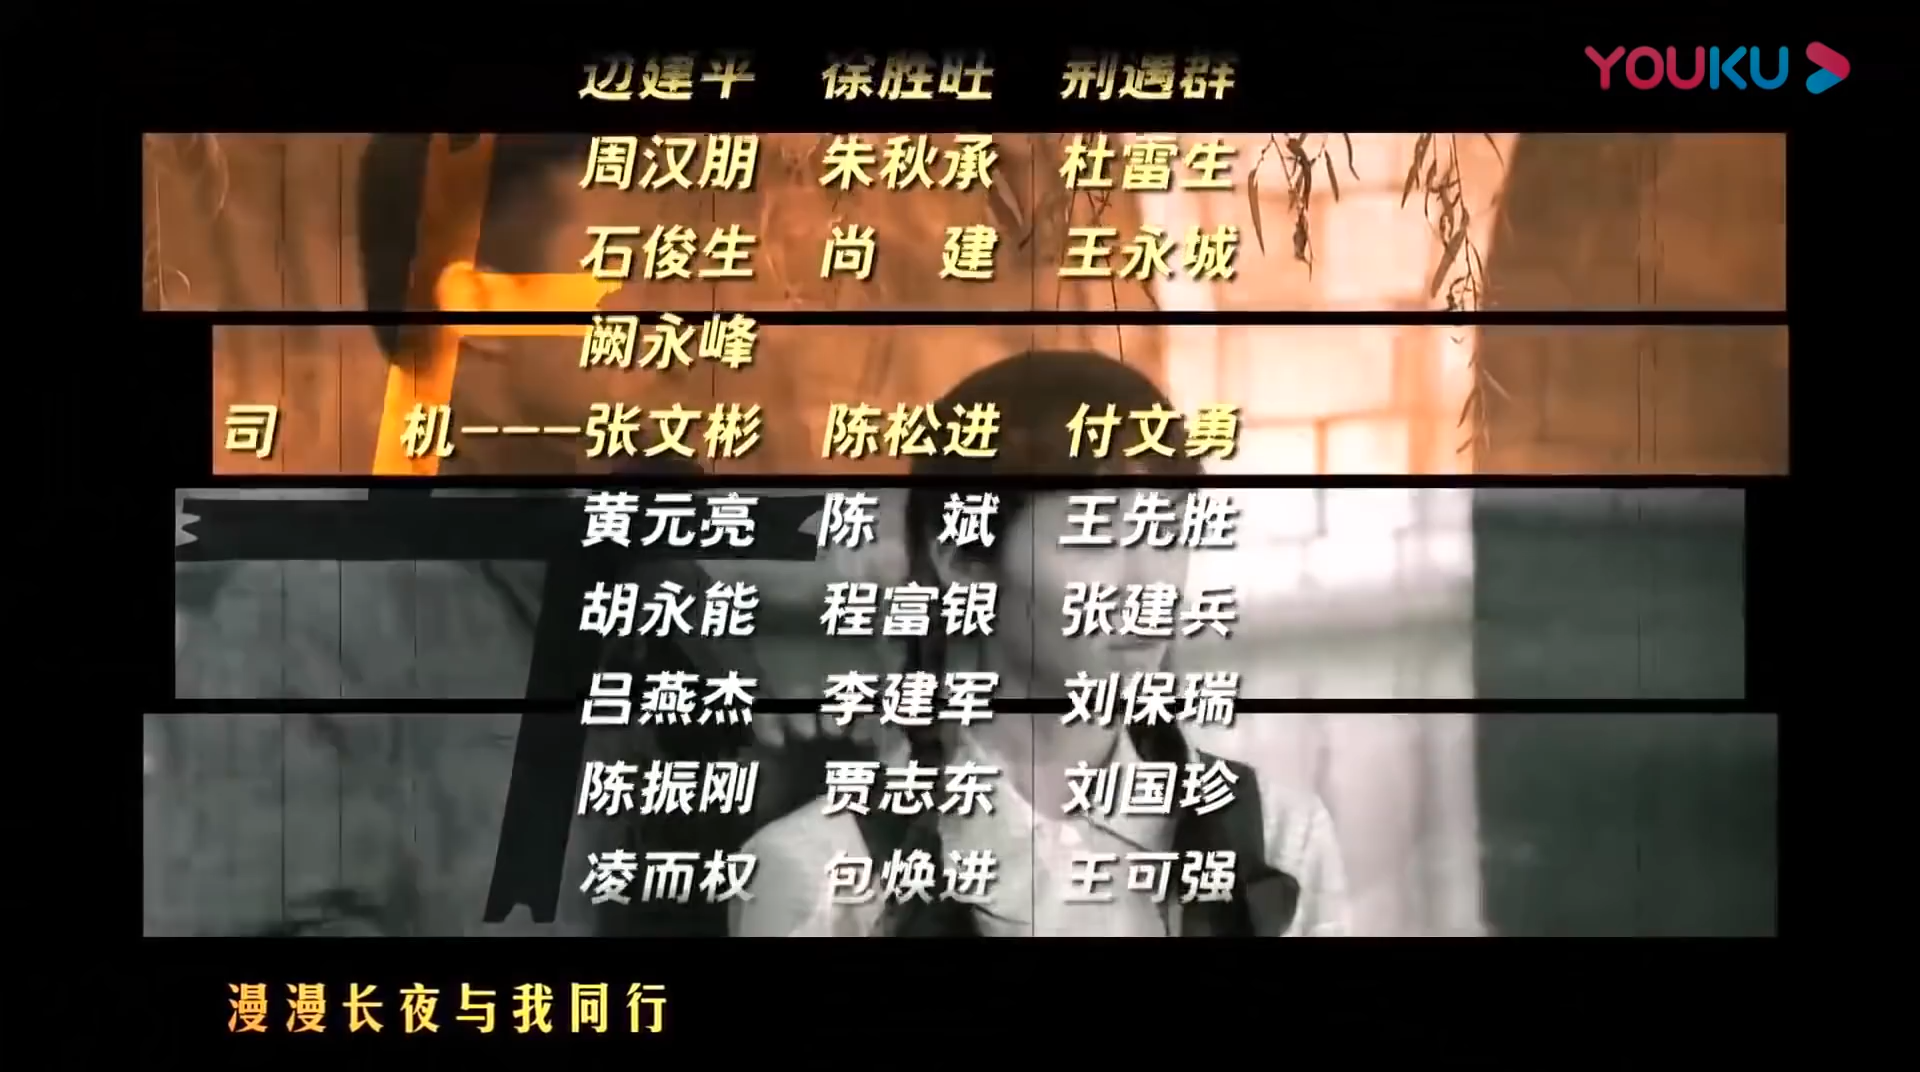 YOUKU
边建平 徐胜旺 荆遇群
周汉朋 朱秋承 杜雷生
石俊生 尚 建 王永城
阙永峰
司 机---张文彬 陈松进 付文勇
黄元亮 陈 斌 王先胜
胡永能 程富银 张建兵
吕燕杰 李建军 刘保瑞
陈振刚 贾志东 刘国珍
凌而权 包焕进 王可强
漫漫长夜与我同行